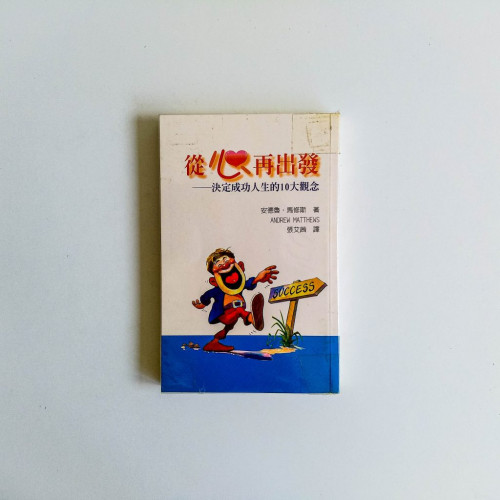 從心再出發
——決定成功人生的10大觀念
安德魯·馬修斯 著
ANDREW MATTHEWS
張艾茜 譯
SUCCESS